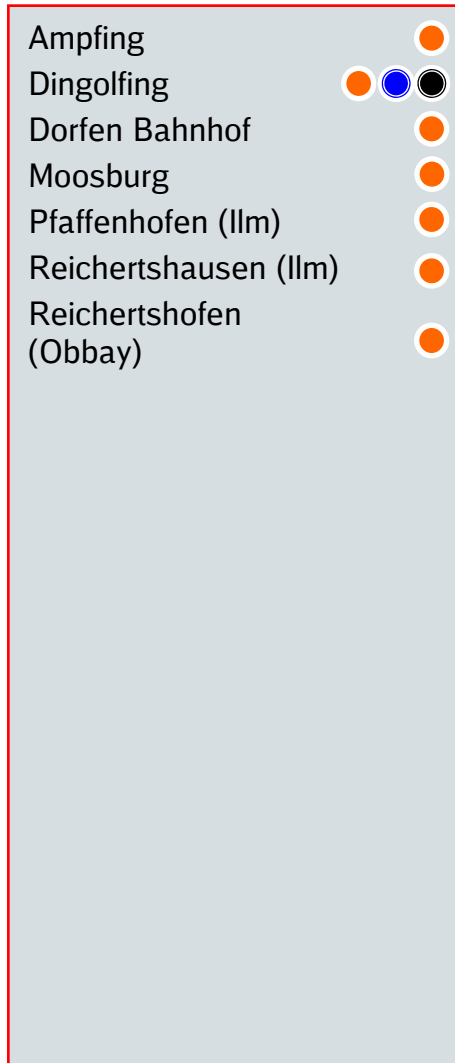 Ampfing
Dingolfing
Dorfen Bahnhof
Moosburg
Pfaffenhofen (Ilm)
Reichertshausen (Ilm)
Reichertshofen
(Obbay)